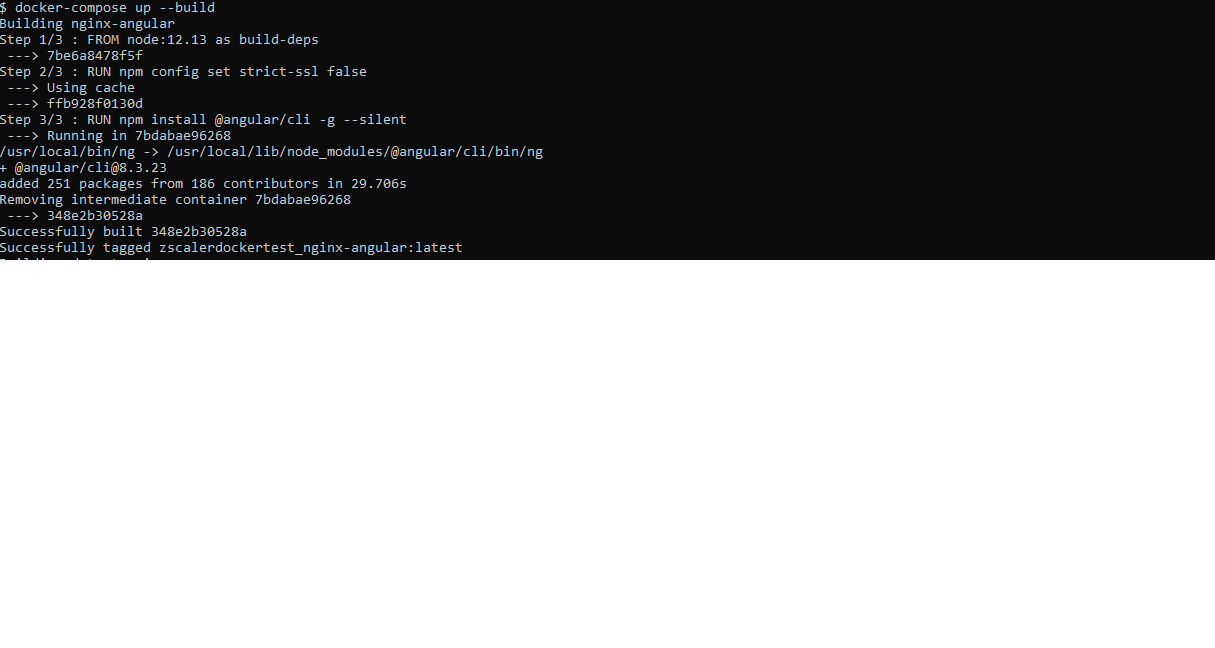 $ docker-compose up --build
Building nginx-angular
Step 1/3 : FROM node:12.13 as build-deps
---> 7be6a8478f5f
Step 2/3 : RUN npm config set strict-ssl false
---> Using cache
---> ffb928f0130d
Step 3/3 : RUN npm install @angular/cli -g --silent
---> Running in 7bdabae96268
/usr/local/bin/ng -> /usr/local/lib/node_modules/@angular/cli/bin/ng
+ @angular/cli@8.3.23
added 251 packages from 186 contributors in 29.706s
Removing intermediate container 7bdabae96268
---> 348e2b30528a
Successfully built 348e2b30528a
Successfully tagged zscalerdockertest_nginx-angular:latest